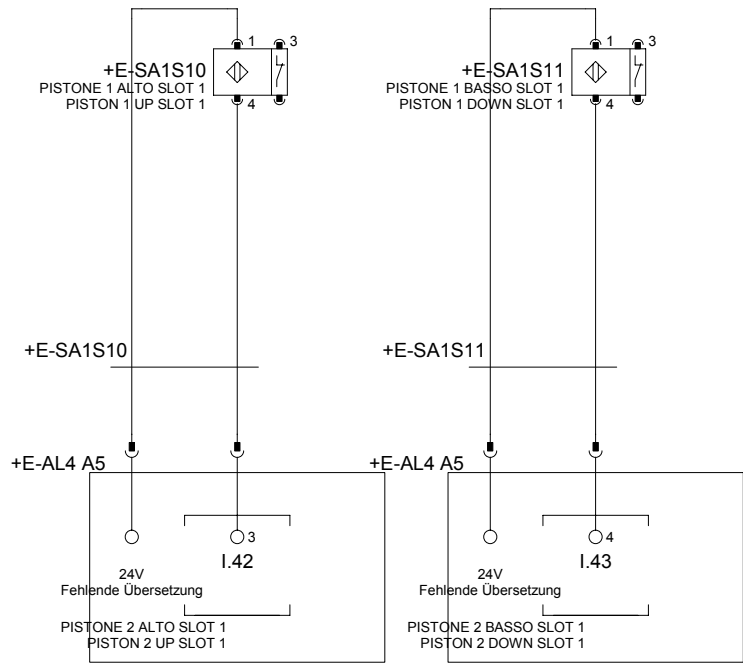 1 3
+E-SA1S10
PISTONE 1 ALTO SLOT 1
PISTON 1 UP SLOT 1
4
1 3
+E-SA1S11
PISTONE 1 BASSO SLOT 1
PISTON 1 DOWN SLOT 1
4
+E-SA1S10
+E-SA1S11
+E-AL4 A5
3
I.42
24V
Fehlende Übersetzung
PISTONE 2 ALTO SLOT 1
PISTON 2 UP SLOT 1
+E-AL4 A5
4
I.43
24V
Fehlende Übersetzung
PISTONE 2 BASSO SLOT 1
PISTON 2 DOWN SLOT 1